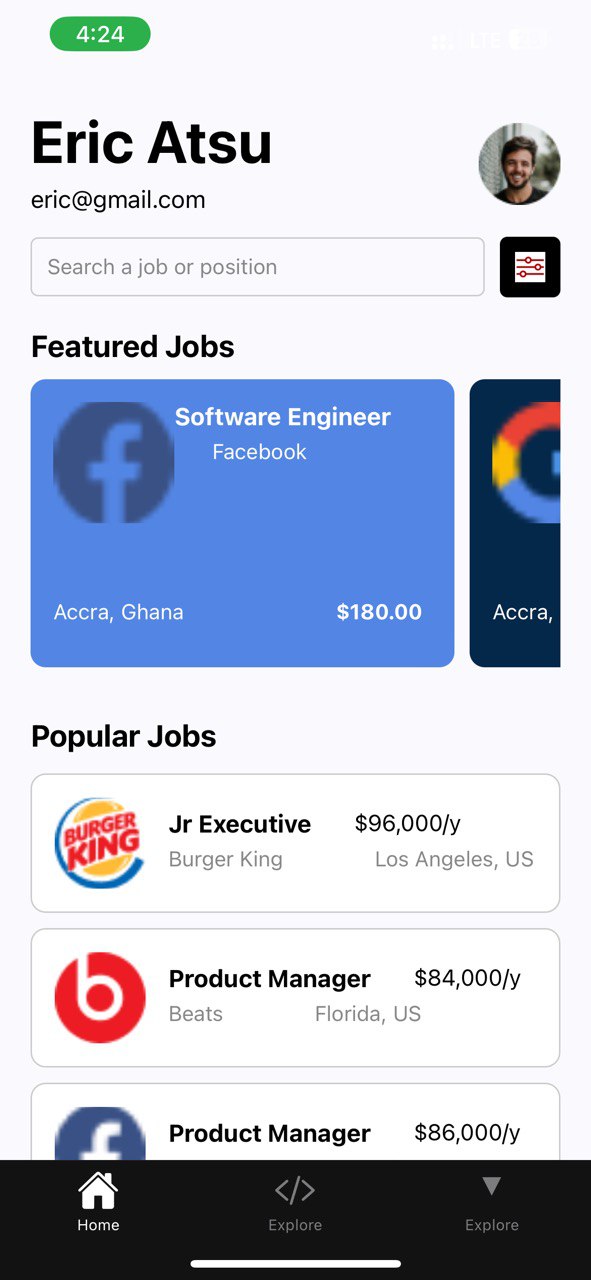 4:24
LTE
Eric Atsu
eric@gmail.com
Search a job or position
Featured Jobs
Software Engineer
Facebook
Accra, Ghana $180.00
Accra,
Popular Jobs
BURGER KING
Jr Executive $96,000/y
Burger King Los Angeles, US
Product Manager $84,000/y
Beats Florida, US
Product Manager $86,000/y
Home
</>
Explore
Explore